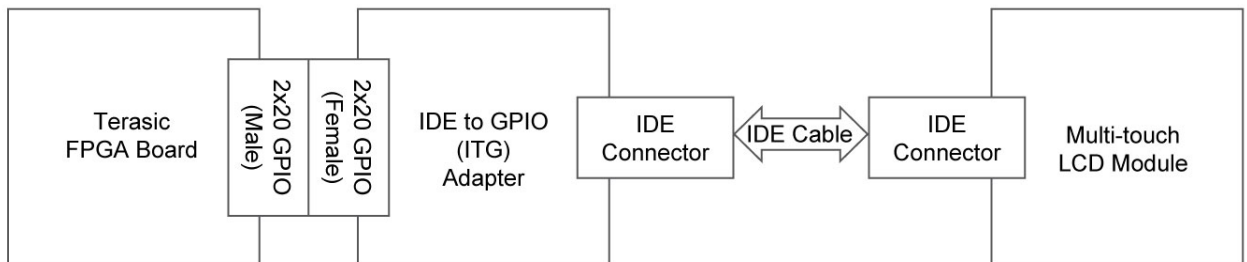 Terasic
FPGA Board
2x20 GPIO
(Male)
2x20 GPIO
(Female)
IDE to GPIO
(ITG)
Adapter
IDE
Connector
IDE Cable
IDE
Connector
Multi-touch
LCD Module